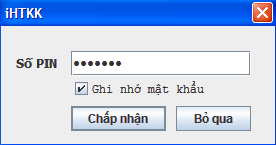 iHTKK
Số PIN •••••••
Ghi nhớ mật khẩu
Chấp nhận Bỏ qua